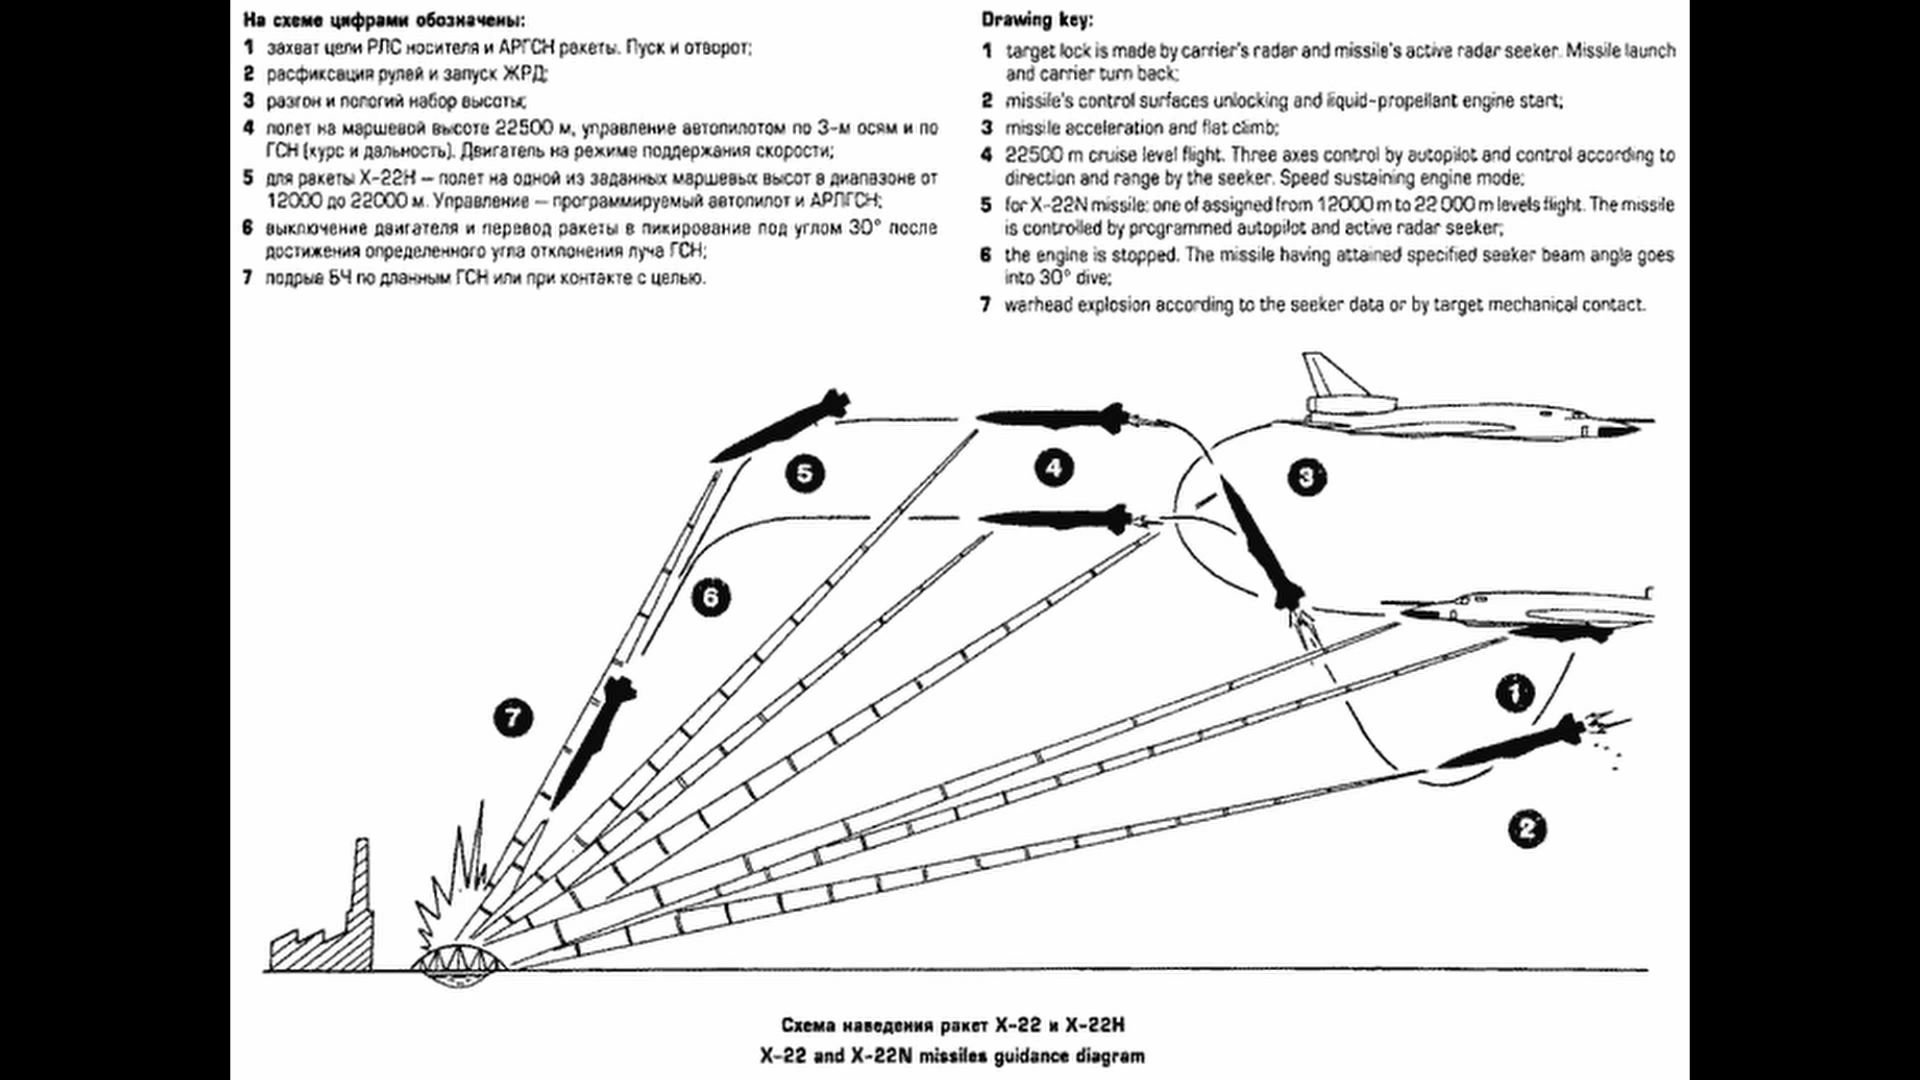 На схеме цифрами обозначены:
1 захват цели РЛС носителя и АРГСН ракеты. Пуск и отворот;
2 расфиксация рулей и запуск ЖРД;
3 разгон и пологий набор высоты;
4 полет на маршевой высоте 22500 м, управление автопилотом по 3-м осям и по
ГСН (курс и дальность). Двигатель на режиме поддержания скорости;
5 для ракеты Х-22Н — полет на одной из заданных маршевых высот в диапазоне от
12000 до 22000 м. Управление — программируемый автопилот и АРЛГСН;
6 выключение двигателя и перевод ракеты в пикирование под углом 30° после
достижения определенного угла отклонения луча ГСН;
7 подрыв БЧ по дланным ГСН или при контакте с целью.
Drawing key:
1 target lock is made by carrier's radar and missile's active radar seeker. Missile launch
and carrier turn back;
2 missile's control surfaces unlocking and liquid-propellant engine start;
3 missile acceleration and flat climb;
4 22500 m cruise level flight. Three axes control by autopilot and control according to
direction and range by the seeker. Speed sustaining engine mode;
5 for X-22N missile: one of assigned from 12000 m to 22 000 m levels flight. The missile
is controlled by programmed autopilot and active radar seeker;
6 the engine is stopped. The missile having attained specified seeker beam angle goes
into 30° dive;
7 warhead explosion according to the seeker data or by target mechanical contact.
5
4
3
6
7
1
2
Схема наведения ракет Х-22 и Х-22Н
X-22 and X-22N missiles guidance diagram